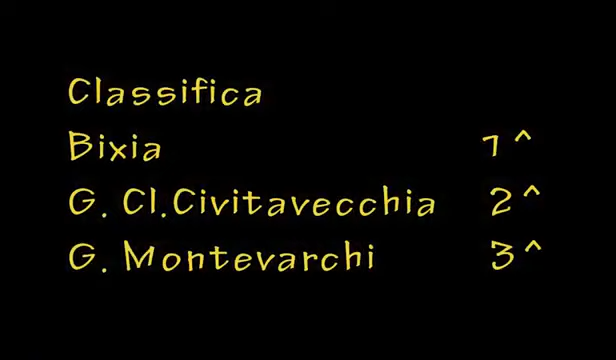 Classifica
Bixia 1^
G. Cl.Civitavecchia 2^
G. Montevarchi 3^